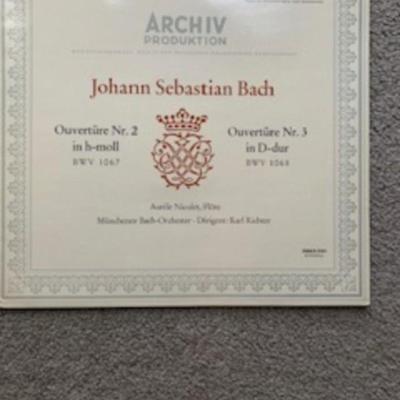 ARCHIV
PRODUKTION
Johann Sebastian Bach
Ouvertüre Nr. 2
in h-moll
BWV 1067
Ouvertüre Nr. 3
in D-dur
BWV 1068
Aurèle Nicolet, Flöte
Münchener Bach-Orchester · Dirigent: Karl Richter